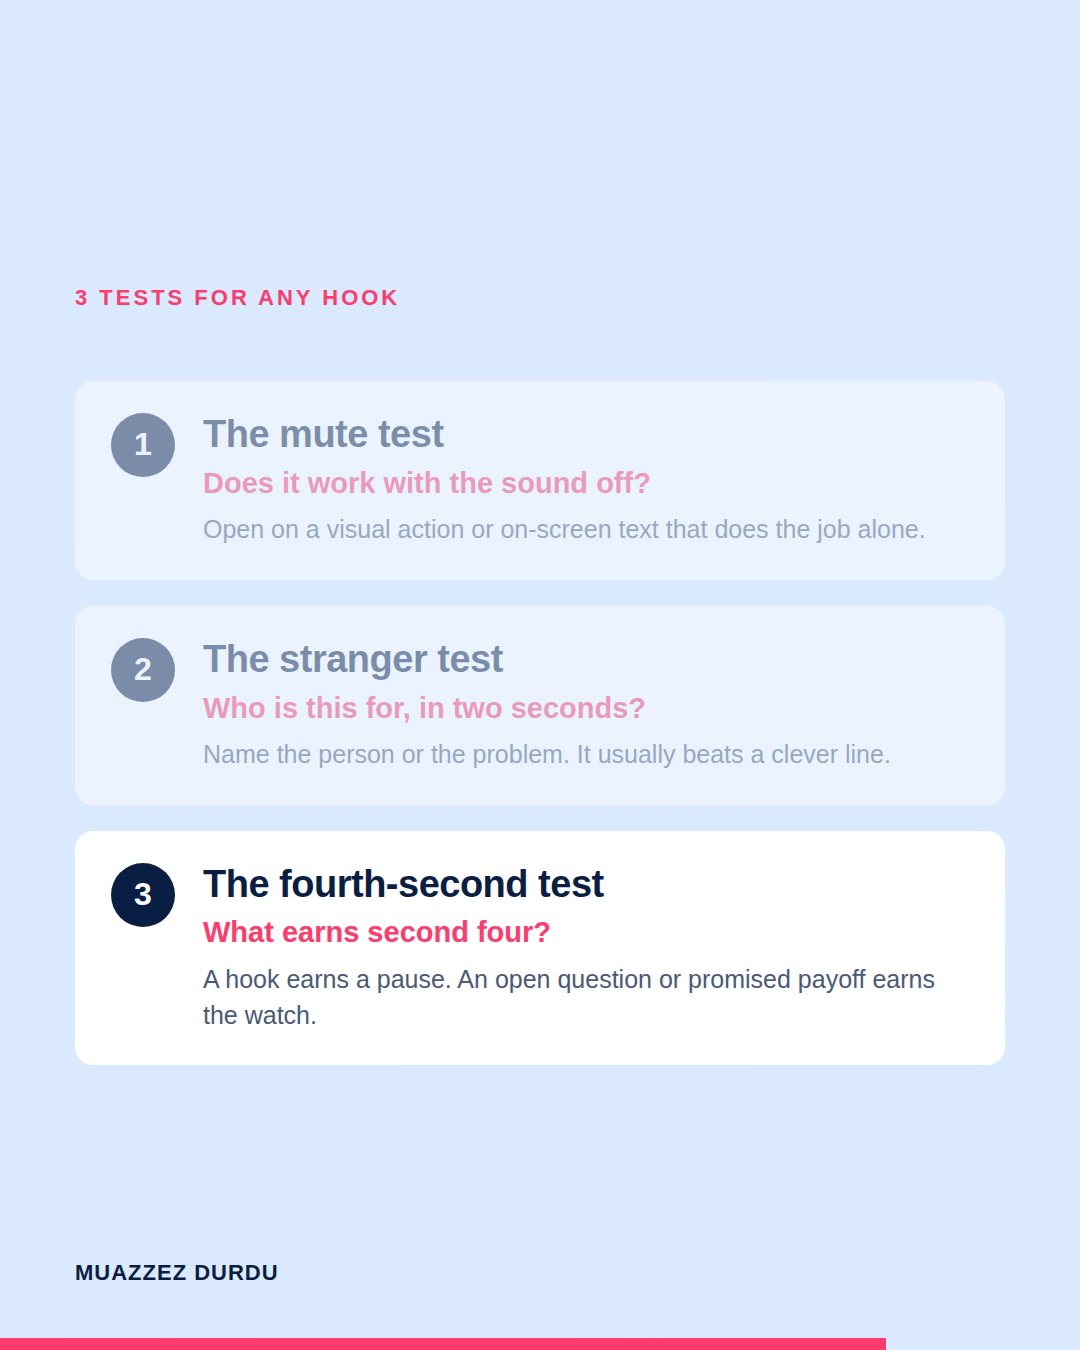 3 TESTS FOR ANY HOOK
1
The mute test
Does it work with the sound off?
Open on a visual action or on-screen text that does the job alone.
2
The stranger test
Who is this for, in two seconds?
Name the person or the problem. It usually beats a clever line.
3
The fourth-second test
What earns second four?
A hook earns a pause. An open question or promised payoff earns
the watch.
MUAZZEZ DURDU